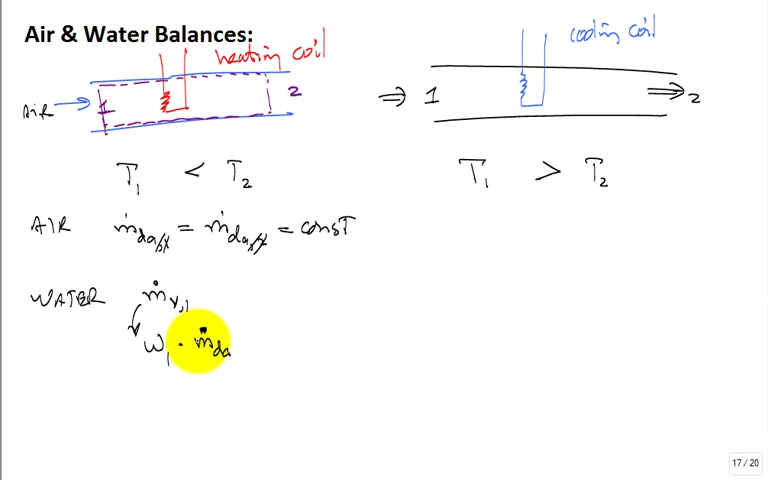 Air & Water Balances:
heating coil
cooling coil
Air → 1 2
⇒ 1 ⇒ 2
T₁ < T₂
T₁ > T₂
AIR ṁda,1 = ṁda,2 = const
WATER ṁv,1
ω₁ · ṁda
17 / 20